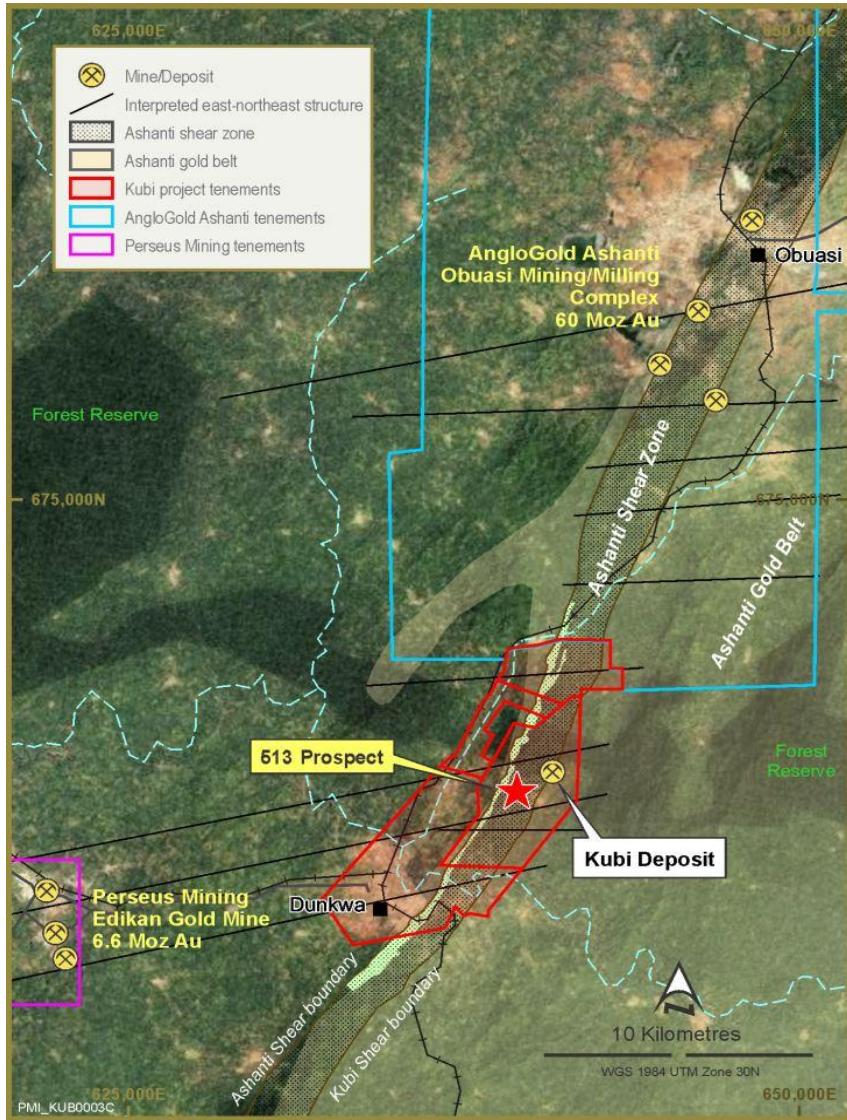 625,000E
650,000E
Mine/Deposit
Interpreted east-northeast structure
Ashanti shear zone
Ashanti gold belt
Kubi project tenements
AngloGold Ashanti tenements
Perseus Mining tenements
AngloGold Ashanti
Obuasi Mining/Milling
Complex
60 Moz Au
Obuasi
Forest Reserve
675,000N
675,000N
Ashanti Shear Zone
Ashanti Gold Belt
513 Prospect
Forest
Reserve
Kubi Deposit
Perseus Mining
Edikan Gold Mine
6.6 Moz Au
Dunkwa
Ashanti Shear boundary
Kubi Shear boundary
10 Kilometres
WGS 1984 UTM Zone 30N
625,000E
650,000E
PMI_KUB0003C